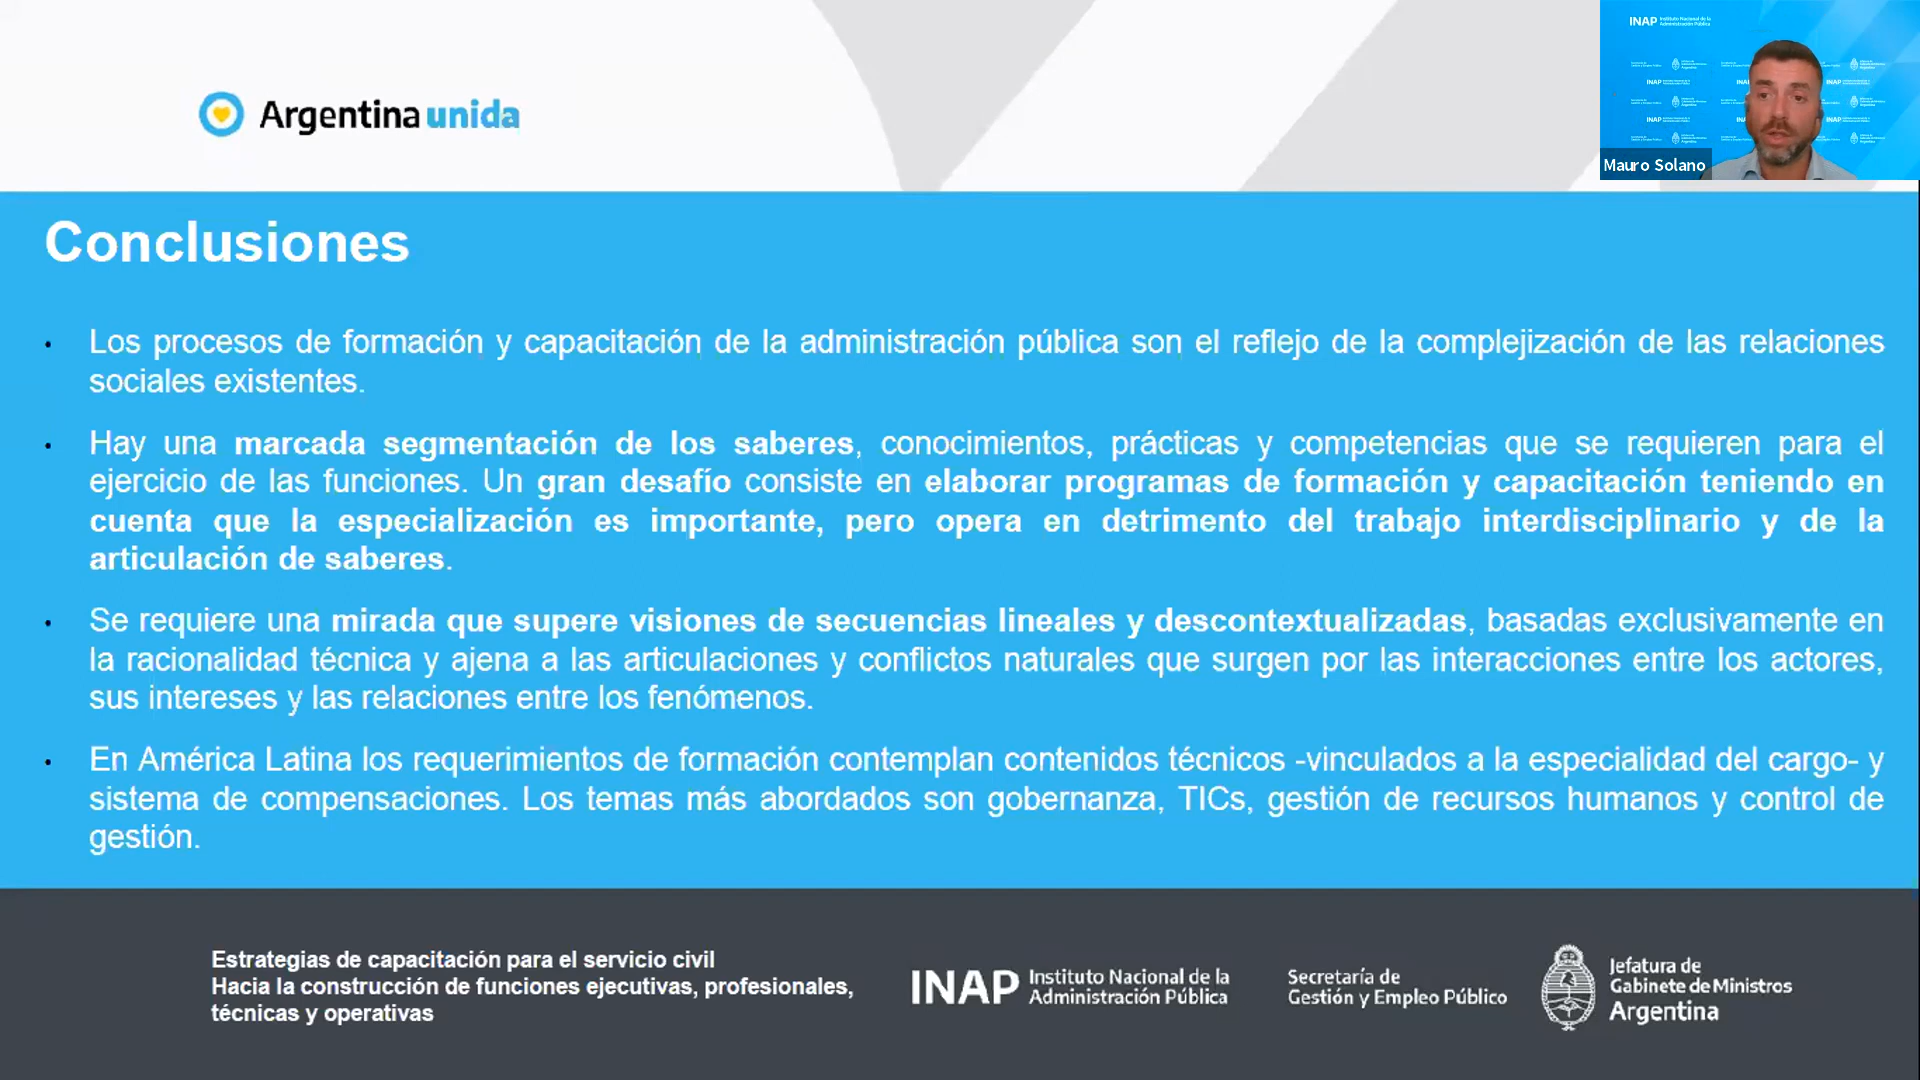 Argentina unida
INAP Instituto Nacional de la
Administración Pública
Mauro Solano
Conclusiones
• Los procesos de formación y capacitación de la administración pública son el reflejo de la complejización de las relaciones
sociales existentes.
• Hay una marcada segmentación de los saberes, conocimientos, prácticas y competencias que se requieren para el
ejercicio de las funciones. Un gran desafío consiste en elaborar programas de formación y capacitación teniendo en
cuenta que la especialización es importante, pero opera en detrimento del trabajo interdisciplinario y de la
articulación de saberes.
• Se requiere una mirada que supere visiones de secuencias lineales y descontextualizadas, basadas exclusivamente en
la racionalidad técnica y ajena a las articulaciones y conflictos naturales que surgen por las interacciones entre los actores,
sus intereses y las relaciones entre los fenómenos.
• En América Latina los requerimientos de formación contemplan contenidos técnicos -vinculados a la especialidad del cargo- y
sistema de compensaciones. Los temas más abordados son gobernanza, TICs, gestión de recursos humanos y control de
gestión.
Estrategias de capacitación para el servicio civil
Hacia la construcción de funciones ejecutivas, profesionales,
técnicas y operativas
INAP Instituto Nacional de la
Administración Pública
Secretaría de
Gestión y Empleo Público
Jefatura de
Gabinete de Ministros
Argentina